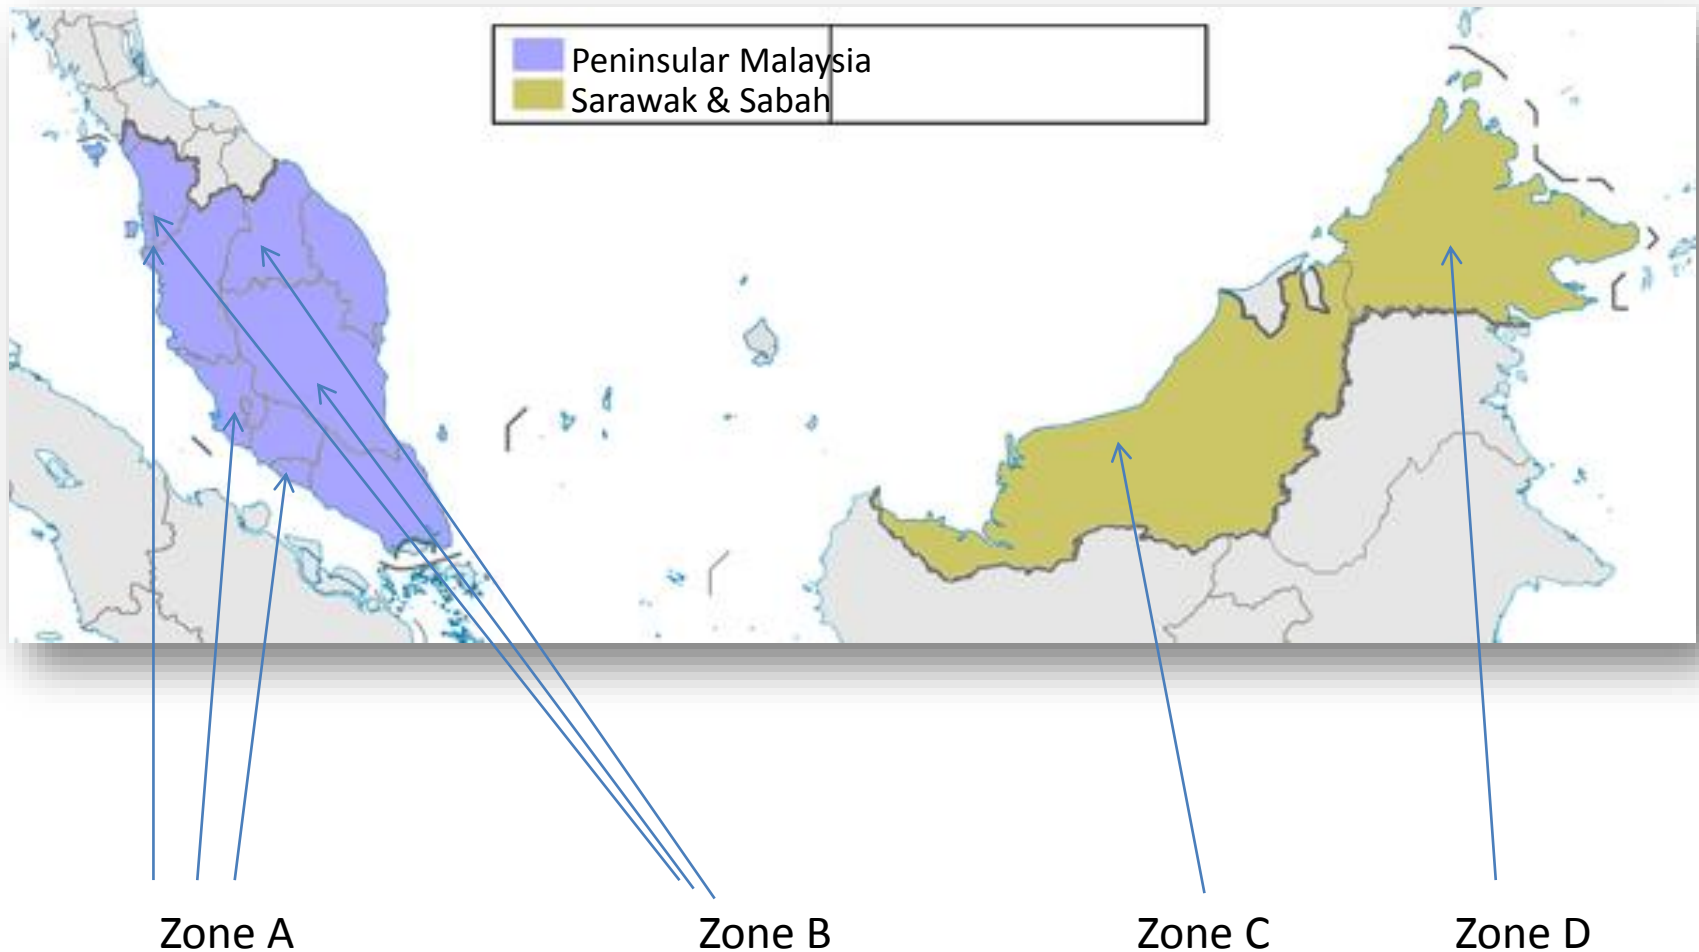 Peninsular Malaysia
Sarawak & Sabah
Zone A
Zone B
Zone C
Zone D